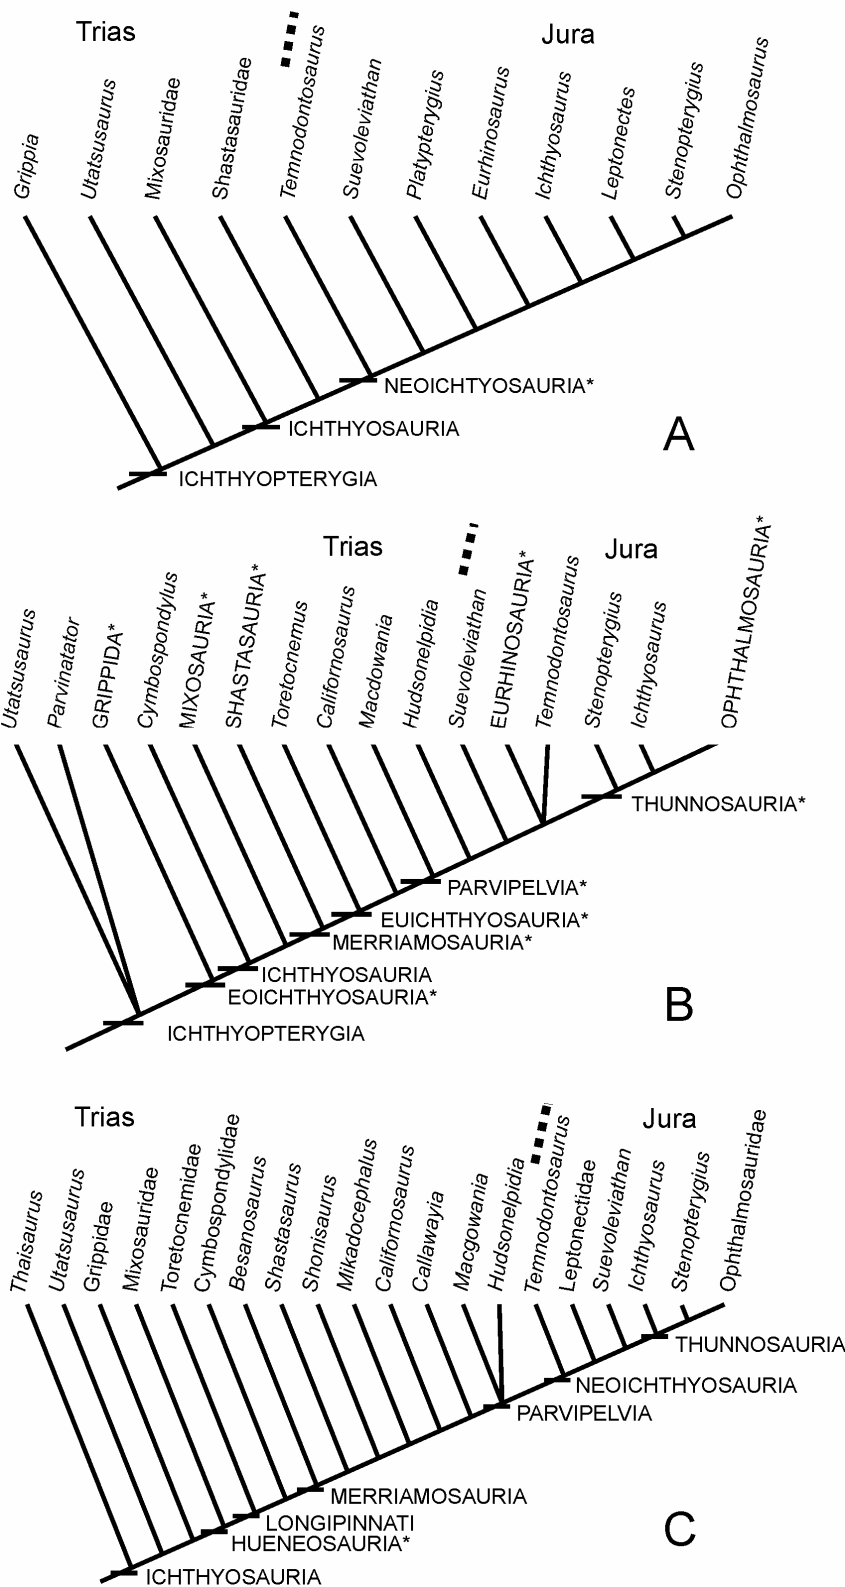 Trias
Jura
Grippia
Utatsusaurus
Mixosauridae
Shastasauridae
Temnodontosaurus
Suevoleviathan
Platypterygius
Eurhinosaurus
Ichthyosaurus
Leptonectes
Stenopterygius
Ophthalmosaurus
NEOICHTYOSAURIA*
ICHTHYOSAURIA
ICHTHYOPTERYGIA
A
Trias
Jura
Utatsusaurus
Parvinatator
GRIPPIDA*
Cymbospondylus
MIXOSAURIA*
SHASTASAURIA*
Toretocnemus
Californosaurus
Macdowania
Hudsonelpidia
Suevoleviathan
EURHINOSAURIA*
Temnodontosaurus
Stenopterygius
Ichthyosaurus
OPHTHALMOSAURIA*
THUNNOSAURIA*
PARVIPELVIA*
EUICHTHYOSAURIA*
MERRIAMOSAURIA*
ICHTHYOSAURIA
EOICHTHYOSAURIA*
ICHTHYOPTERYGIA
B
Trias
Jura
Thaisaurus
Utatsusaurus
Grippidae
Mixosauridae
Toretocnemidae
Cymbospondylidae
Besanosaurus
Shastasaurus
Shonisaurus
Mikadocephalus
Californosaurus
Callawayia
Macgowania
Hudsonelpidia
Temnodontosaurus
Leptonectidae
Suevoleviathan
Ichthyosaurus
Stenopterygius
Ophthalmosauridae
THUNNOSAURIA
NEOICHTHYOSAURIA
PARVIPELVIA
MERRIAMOSAURIA
LONGIPINNATI
HUENEOSAURIA*
ICHTHYOSAURIA
C